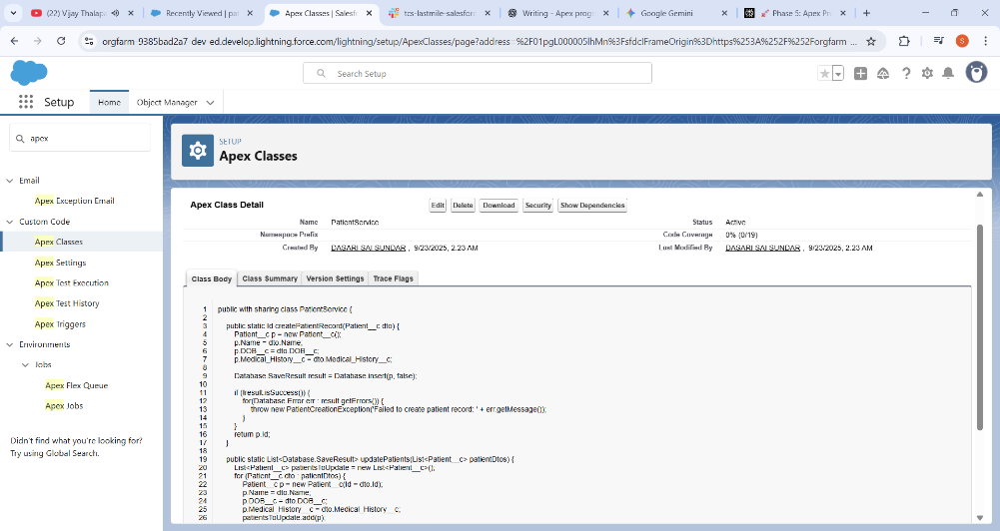 (22) Vijay Thalapa
Recently Viewed | pat
Apex Classes | Salesf
tcs-lastmile-salesfor
Writing - Apex progr
Google Gemini
Phase 5: Apex Pr
orgfarm-9385bad2a7-dev-ed.develop.lightning.force.com/lightning/setup/ApexClasses/page?address=%2F01pgL000005lhMn%3FsfdcIFrameOrigin%3Dhttps%253A%252F%252Forgfarm-...
S
Search Setup
Setup
Home
Object Manager
apex
Email
Apex Exception Email
Custom Code
Apex Classes
Apex Settings
Apex Test Execution
Apex Test History
Apex Triggers
Environments
Jobs
Apex Flex Queue
Apex Jobs
Didn't find what you're looking for?
Try using Global Search.
SETUP
Apex Classes
Apex Class Detail
Edit Delete Download Security Show Dependencies
Name PatientService Status Active
Namespace Prefix Code Coverage 0% (0/19)
Created By DASARI SAI SUNDAR , 9/23/2025, 2:23 AM Last Modified By DASARI SAI SUNDAR , 9/23/2025, 2:23 AM
Class Body Class Summary Version Settings Trace Flags
1 public with sharing class PatientService {
2
3 public static Id createPatientRecord(Patient__c dto) {
4 Patient__c p = new Patient__c();
5 p.Name = dto.Name;
6 p.DOB__c = dto.DOB__c;
7 p.Medical_History__c = dto.Medical_History__c;
8
9 Database.SaveResult result = Database.insert(p, false);
10
11 if (!result.isSuccess()) {
12 for(Database.Error err : result.getErrors()) {
13 throw new PatientCreationException('Failed to create patient record: ' + err.getMessage());
14 }
15 }
16 return p.Id;
17 }
18
19 public static List<Database.SaveResult> updatePatients(List<Patient__c> patientDtos) {
20 List<Patient__c> patientsToUpdate = new List<Patient__c>();
21 for (Patient__c dto : patientDtos) {
22 Patient__c p = new Patient__c(Id = dto.Id);
23 p.Name = dto.Name;
24 p.DOB__c = dto.DOB__c;
25 p.Medical_History__c = dto.Medical_History__c;
26 patientsToUpdate.add(p);